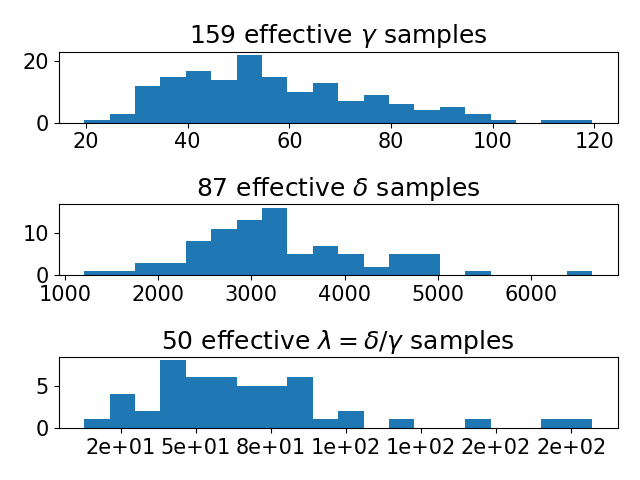 159 effective γ samples
20
0
20 40 60 80 100 120
87 effective δ samples
10
0
1000 2000 3000 4000 5000 6000
50 effective λ = δ/γ samples
5
0
2e+01 5e+01 8e+01 1e+02 1e+02 2e+02 2e+02